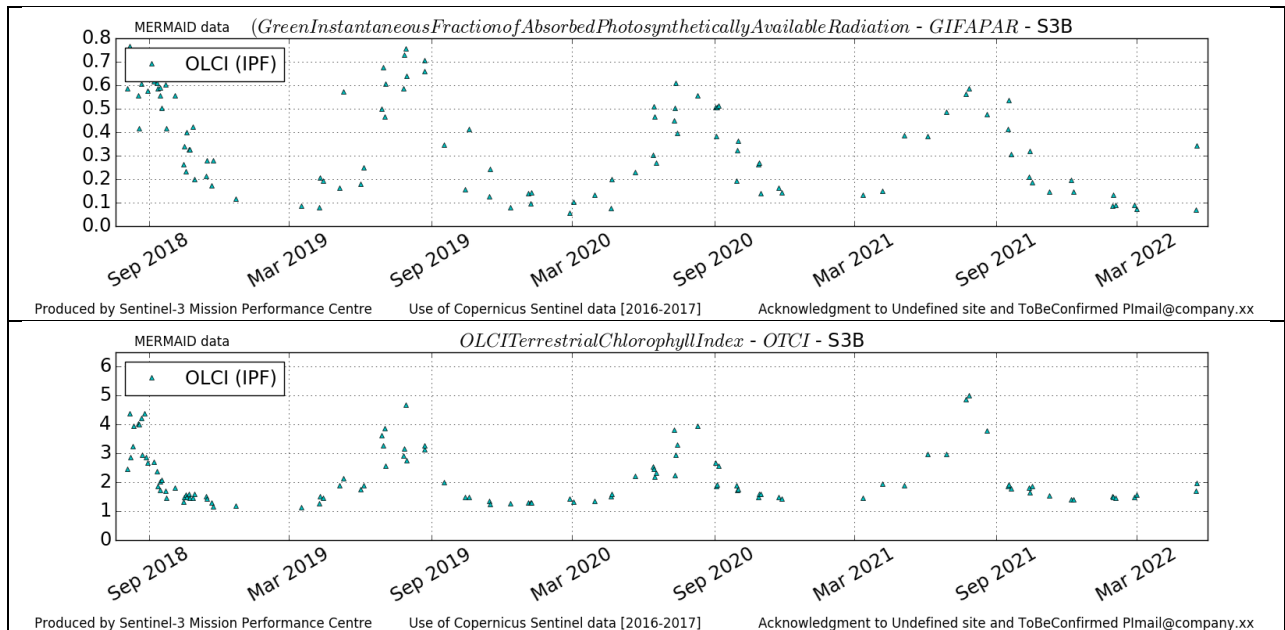 MERMAID data (GreenInstantaneousFractionofAbsorbedPhotosyntheticallyAvailableRadiation - GIFAPAR - S3B
0.8
OLCI (IPF)
0.7
0.6
0.5
0.4
0.3
0.2
0.1
0.0
Sep 2018 Mar 2019 Sep 2019 Mar 2020 Sep 2020 Mar 2021 Sep 2021 Mar 2022
Produced by Sentinel-3 Mission Performance Centre Use of Copernicus Sentinel data [2016-2017] Acknowledgment to Undefined site and ToBeConfirmed PImail@company.xx
MERMAID data OLCITerrestrialChlorophyllIndex - OTCI - S3B
6
OLCI (IPF)
5
4
3
2
1
0
Sep 2018 Mar 2019 Sep 2019 Mar 2020 Sep 2020 Mar 2021 Sep 2021 Mar 2022
Produced by Sentinel-3 Mission Performance Centre Use of Copernicus Sentinel data [2016-2017] Acknowledgment to Undefined site and ToBeConfirmed PImail@company.xx